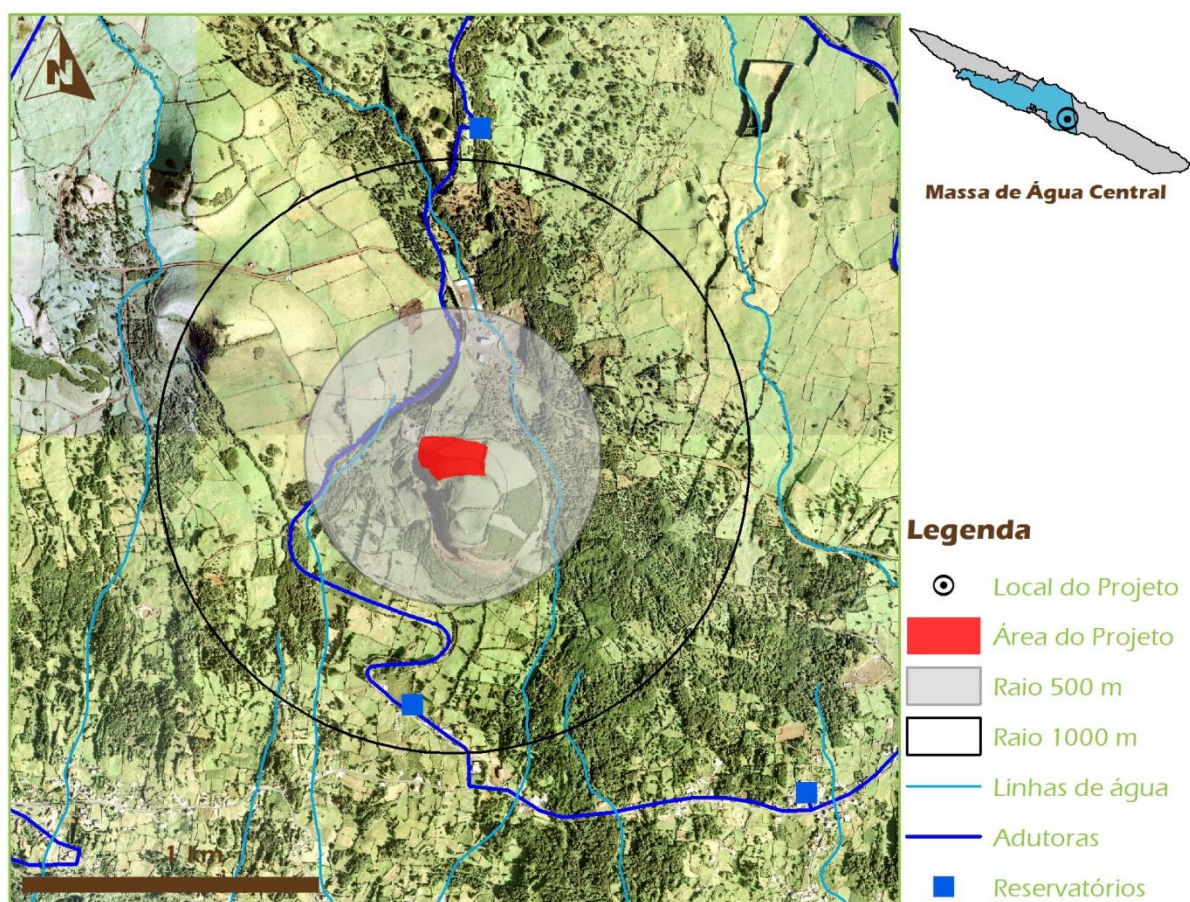 N
Massa de Água Central
Legenda
Local do Projeto
Área do Projeto
Raio 500 m
Raio 1000 m
Linhas de água
Adutoras
Reservatórios
1 km